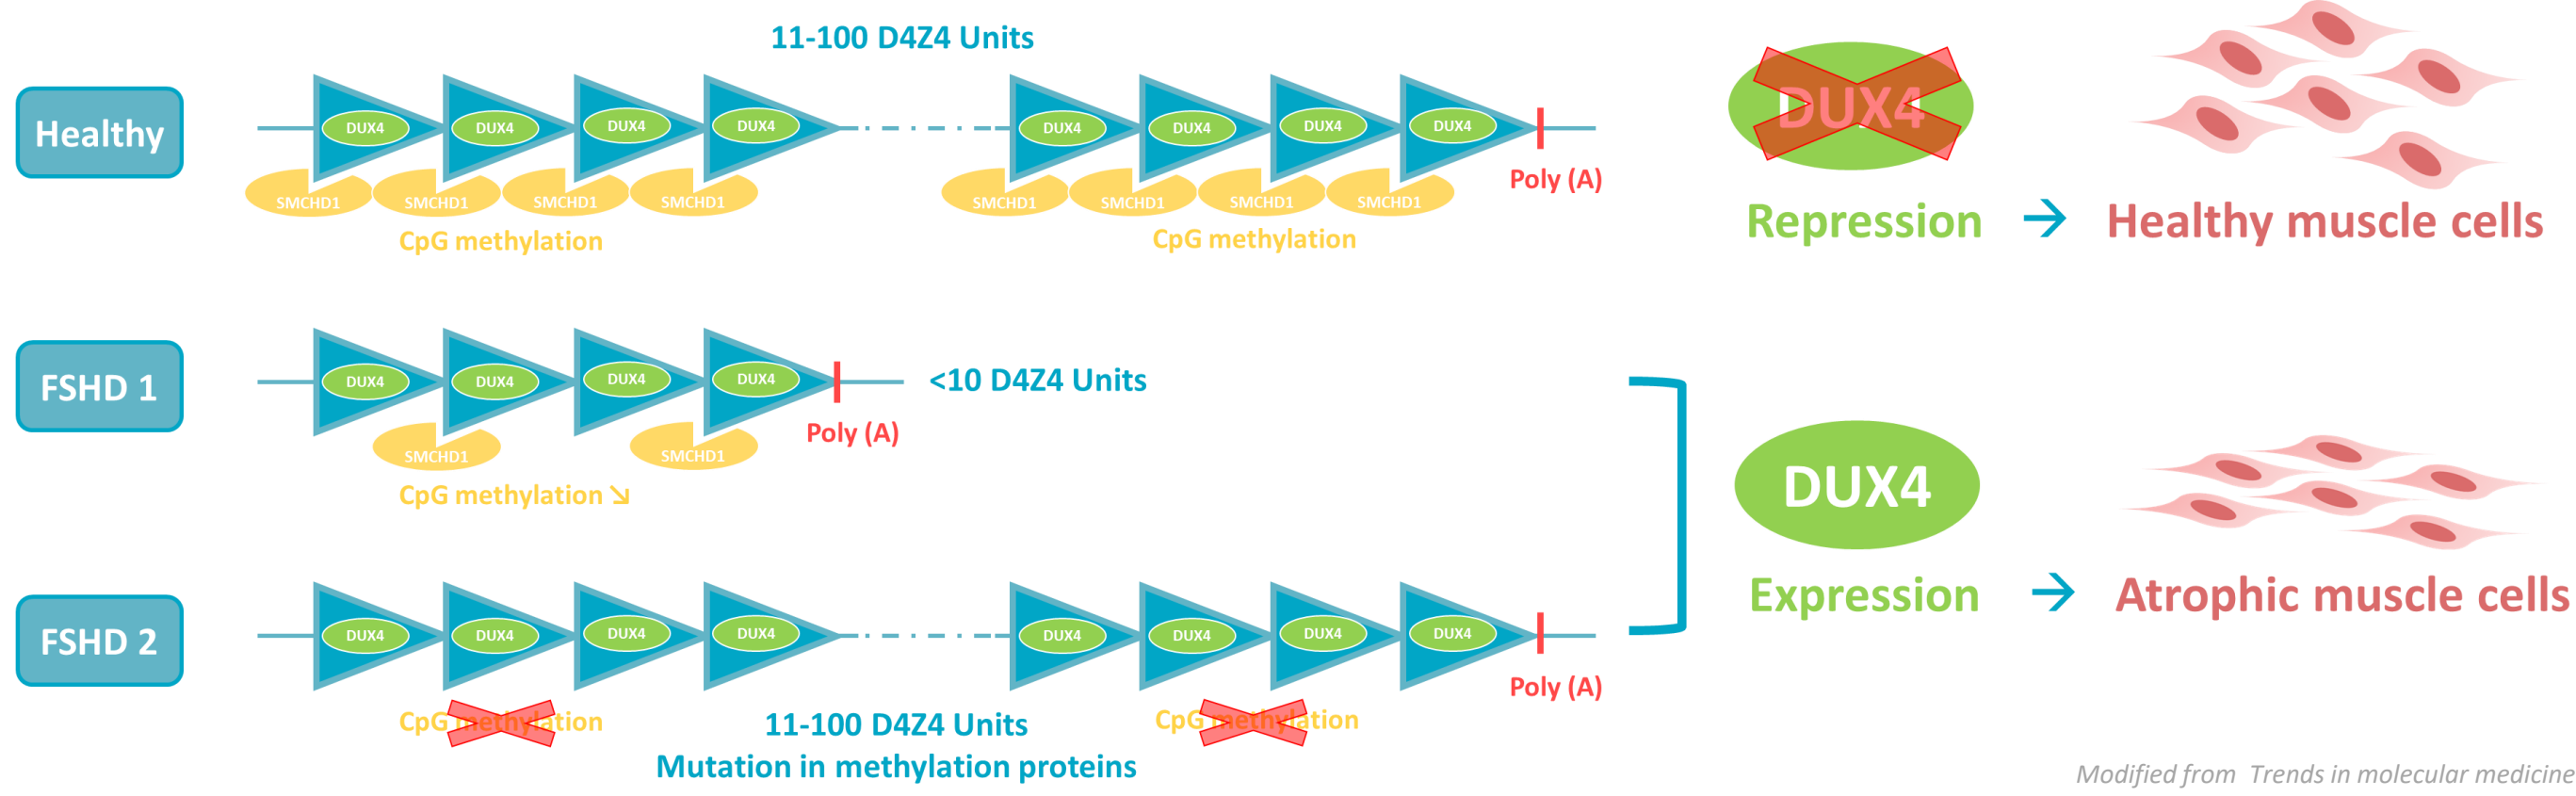 11-100 D4Z4 Units
Healthy
DUX4 DUX4 DUX4 DUX4 DUX4 DUX4 DUX4 DUX4
SMCHD1 SMCHD1 SMCHD1 SMCHD1 SMCHD1 SMCHD1 SMCHD1 SMCHD1
Poly (A)
CpG methylation CpG methylation
DUX4
Repression → Healthy muscle cells
FSHD 1
DUX4 DUX4 DUX4 DUX4
<10 D4Z4 Units
Poly (A)
SMCHD1 SMCHD1
CpG methylation ↘
DUX4
Expression → Atrophic muscle cells
FSHD 2
DUX4 DUX4 DUX4 DUX4 DUX4 DUX4 DUX4 DUX4
Poly (A)
CpG methylation CpG methylation
11-100 D4Z4 Units
Mutation in methylation proteins
Modified from Trends in molecular medicine